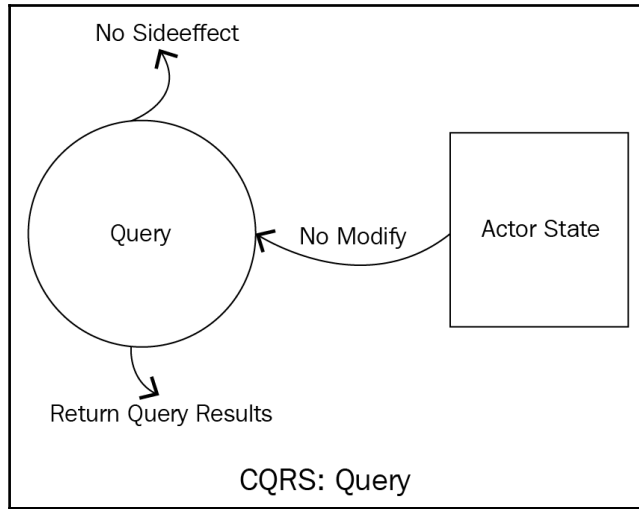 No Sideeffect
Query
No Modify
Actor State
Return Query Results
CQRS: Query